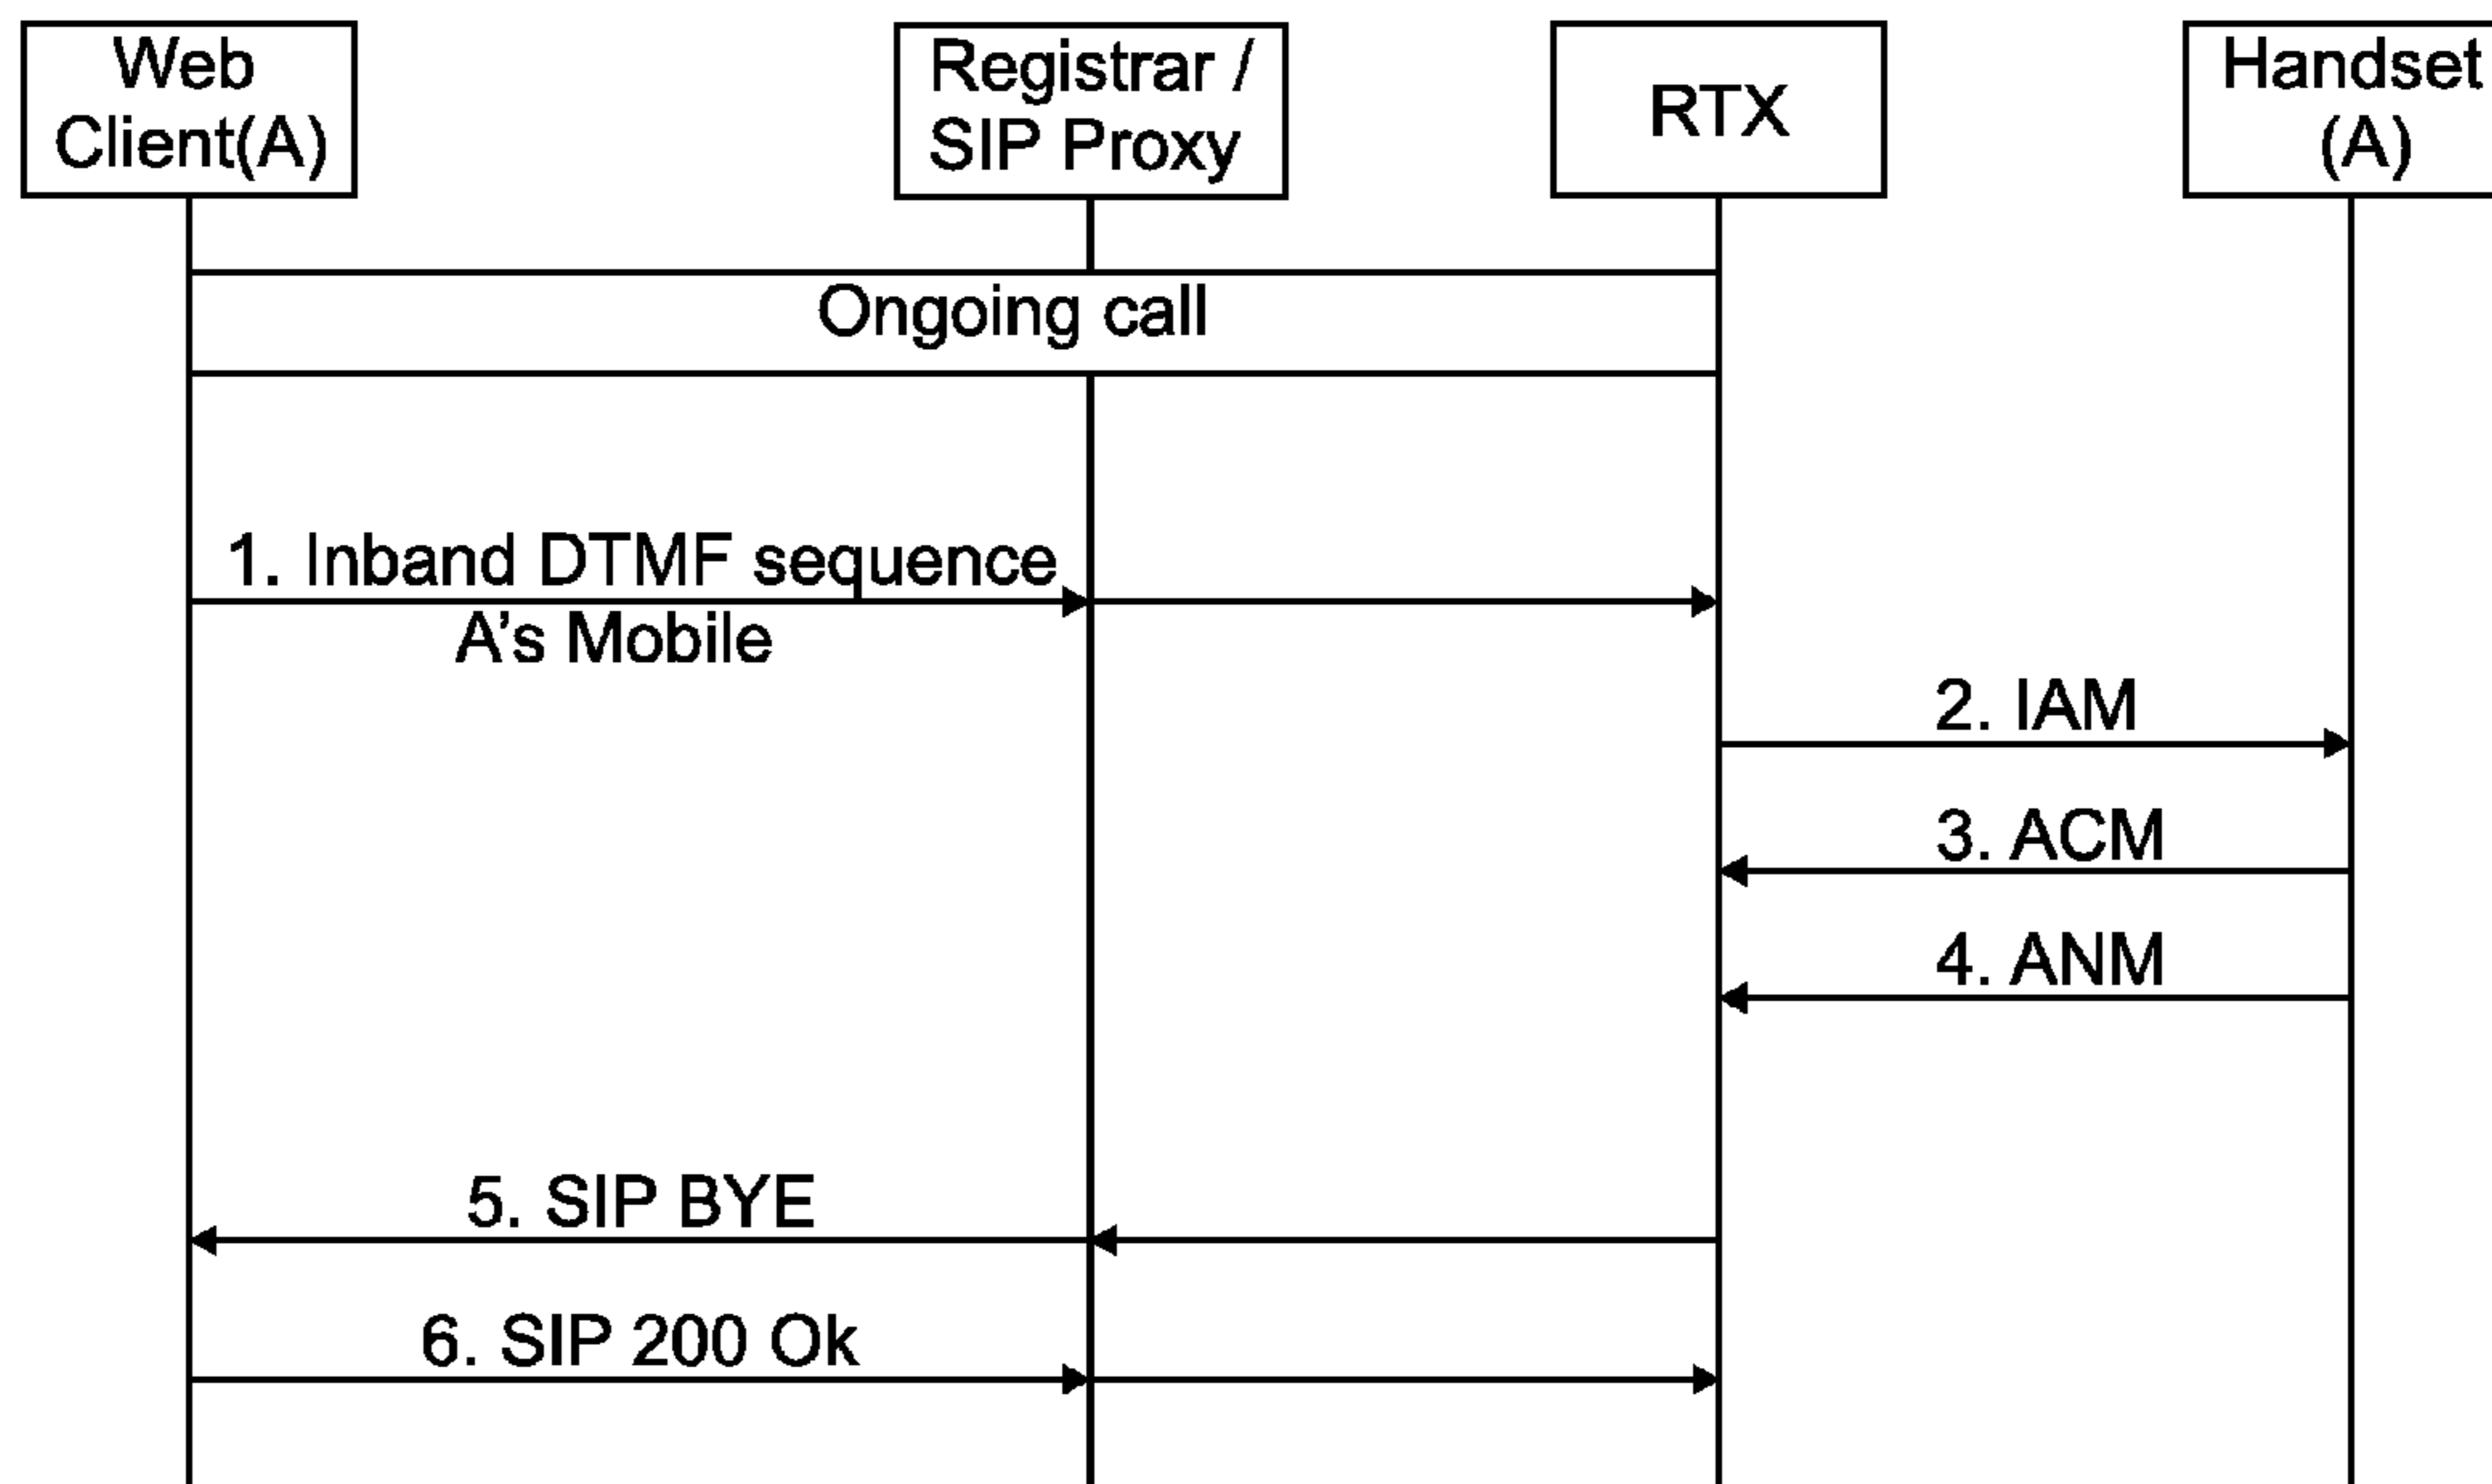 Web
Client(A)
Registrar /
SIP Proxy
RTX
Handset
(A)
Ongoing call
1. Inband DTMF sequence
A's Mobile
2. IAM
3. ACM
4. ANM
5. SIP BYE
6. SIP 200 Ok